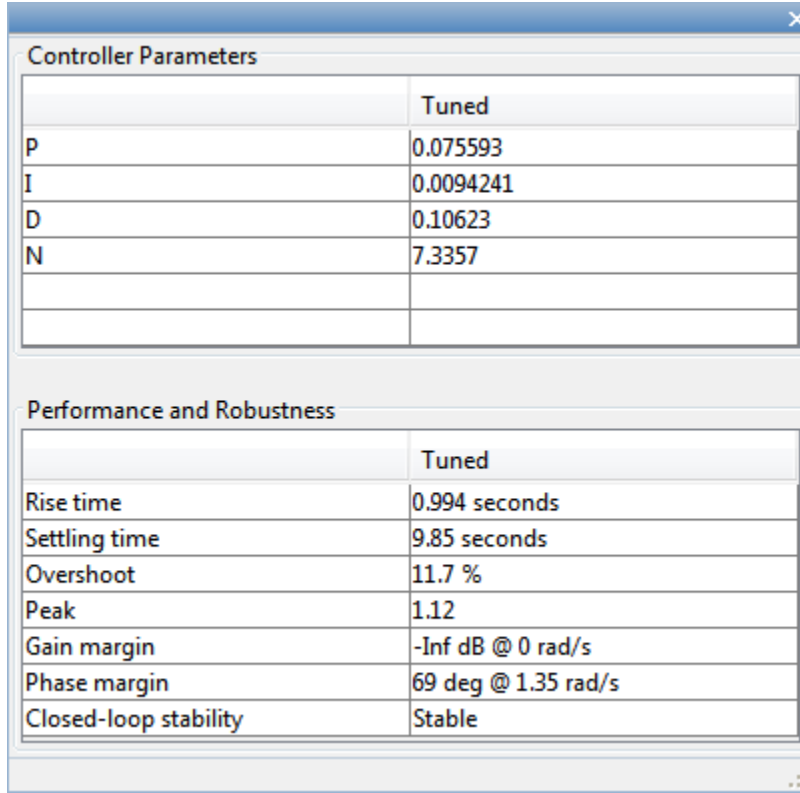 Controller Parameters
Tuned
P 0.075593
I 0.0094241
D 0.10623
N 7.3357
Performance and Robustness
Tuned
Rise time 0.994 seconds
Settling time 9.85 seconds
Overshoot 11.7 %
Peak 1.12
Gain margin -Inf dB @ 0 rad/s
Phase margin 69 deg @ 1.35 rad/s
Closed-loop stability Stable